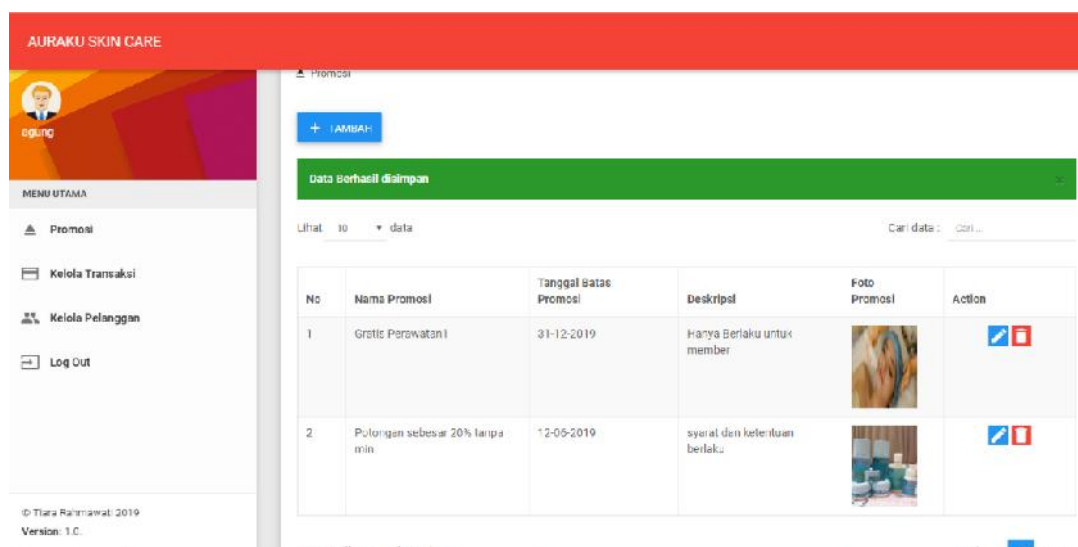 AURAKU SKIN CARE
Promosi
agung
+ TAMBAH
Data Berhasil disimpan
×
MENU UTAMA
Promosi
Kelola Transaksi
Kelola Pelanggan
Log Out
Lihat 10 data
Cari data : Cari ...
No Nama Promosi Tanggal Batas Promosi Deskripsi Foto Promosi Action
1 Gratis Perawatan1 31-12-2019 Hanya Berlaku untuk
member
2 Potongan sebesar 20% tanpa 12-06-2019 syarat dan ketentuan
min berlaku
© Tiara Rahmawati 2019
Version: 1.0.